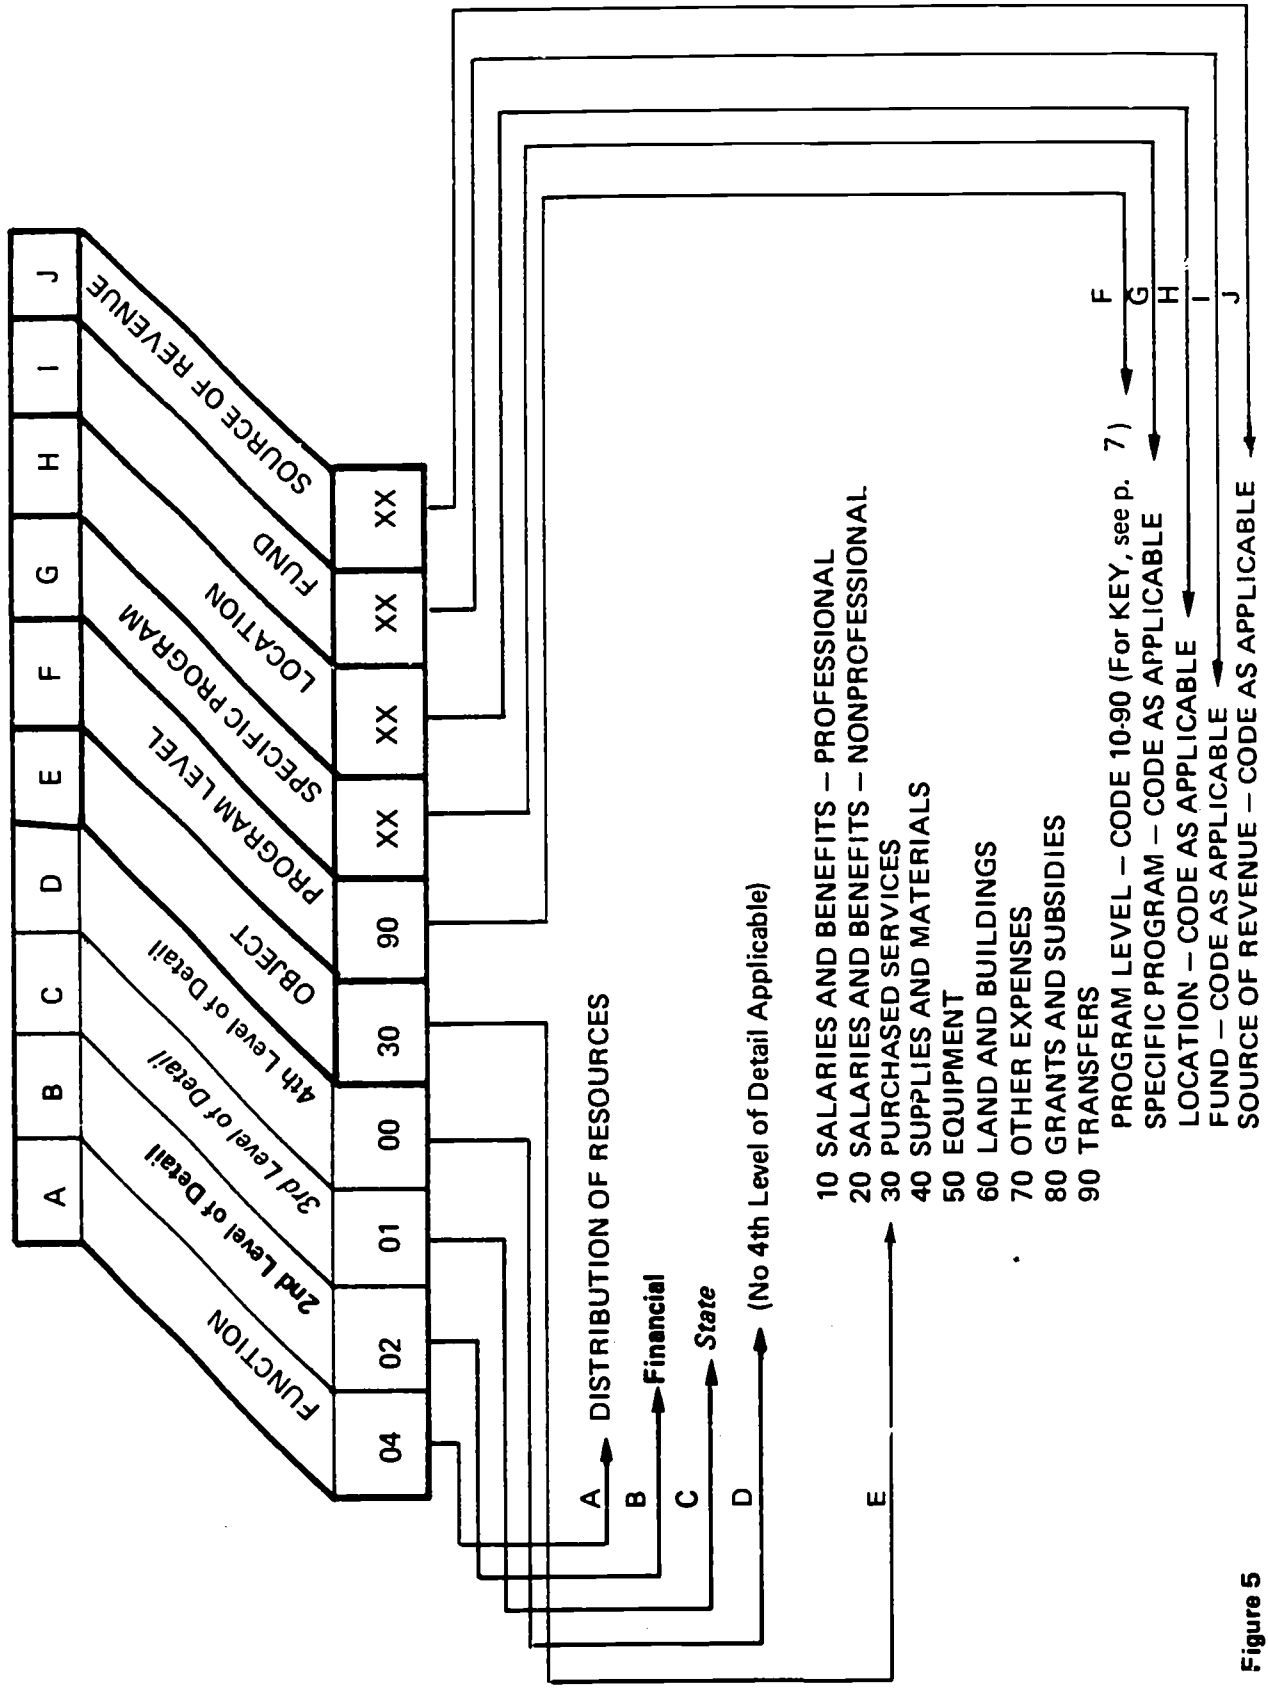 A B C D E F G H I J
FUNCTION
2nd Level of Detail
3rd Level of Detail
4th Level of Detail
OBJECT
PROGRAM LEVEL
SPECIFIC PROGRAM
LOCATION
FUND
SOURCE OF REVENUE
04 02 01 00 30 90 XX XX XX XX
A DISTRIBUTION OF RESOURCES
B Financial
C State
D (No 4th Level of Detail Applicable)
10 SALARIES AND BENEFITS – PROFESSIONAL
20 SALARIES AND BENEFITS – NONPROFESSIONAL
E 30 PURCHASED SERVICES
40 SUPPLIES AND MATERIALS
50 EQUIPMENT
60 LAND AND BUILDINGS
70 OTHER EXPENSES
80 GRANTS AND SUBSIDIES
90 TRANSFERS
PROGRAM LEVEL – CODE 10-90 (For KEY, see p. 7) F
SPECIFIC PROGRAM – CODE AS APPLICABLE G
LOCATION – CODE AS APPLICABLE H
FUND – CODE AS APPLICABLE I
SOURCE OF REVENUE – CODE AS APPLICABLE J
Figure 5